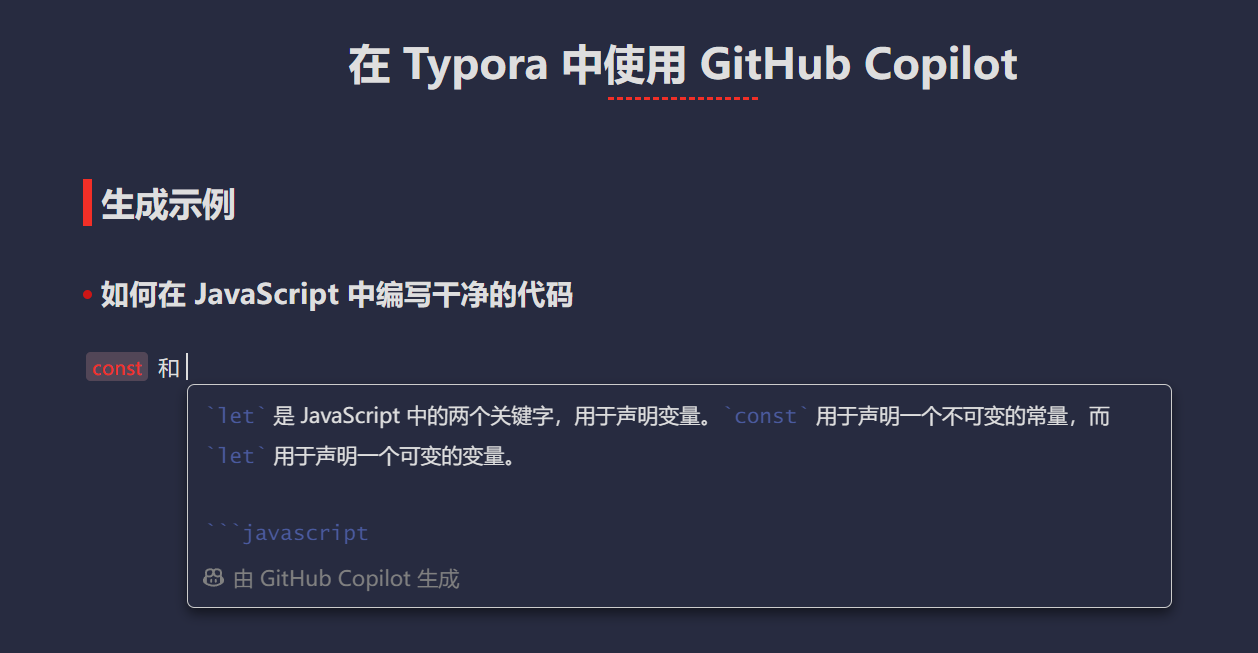 在 Typora 中使用 GitHub Copilot
生成示例
如何在 JavaScript 中编写干净的代码
const 和
`let` 是 JavaScript 中的两个关键字，用于声明变量。`const` 用于声明一个不可变的常量，而
`let` 用于声明一个可变的变量。
```javascript
由 GitHub Copilot 生成